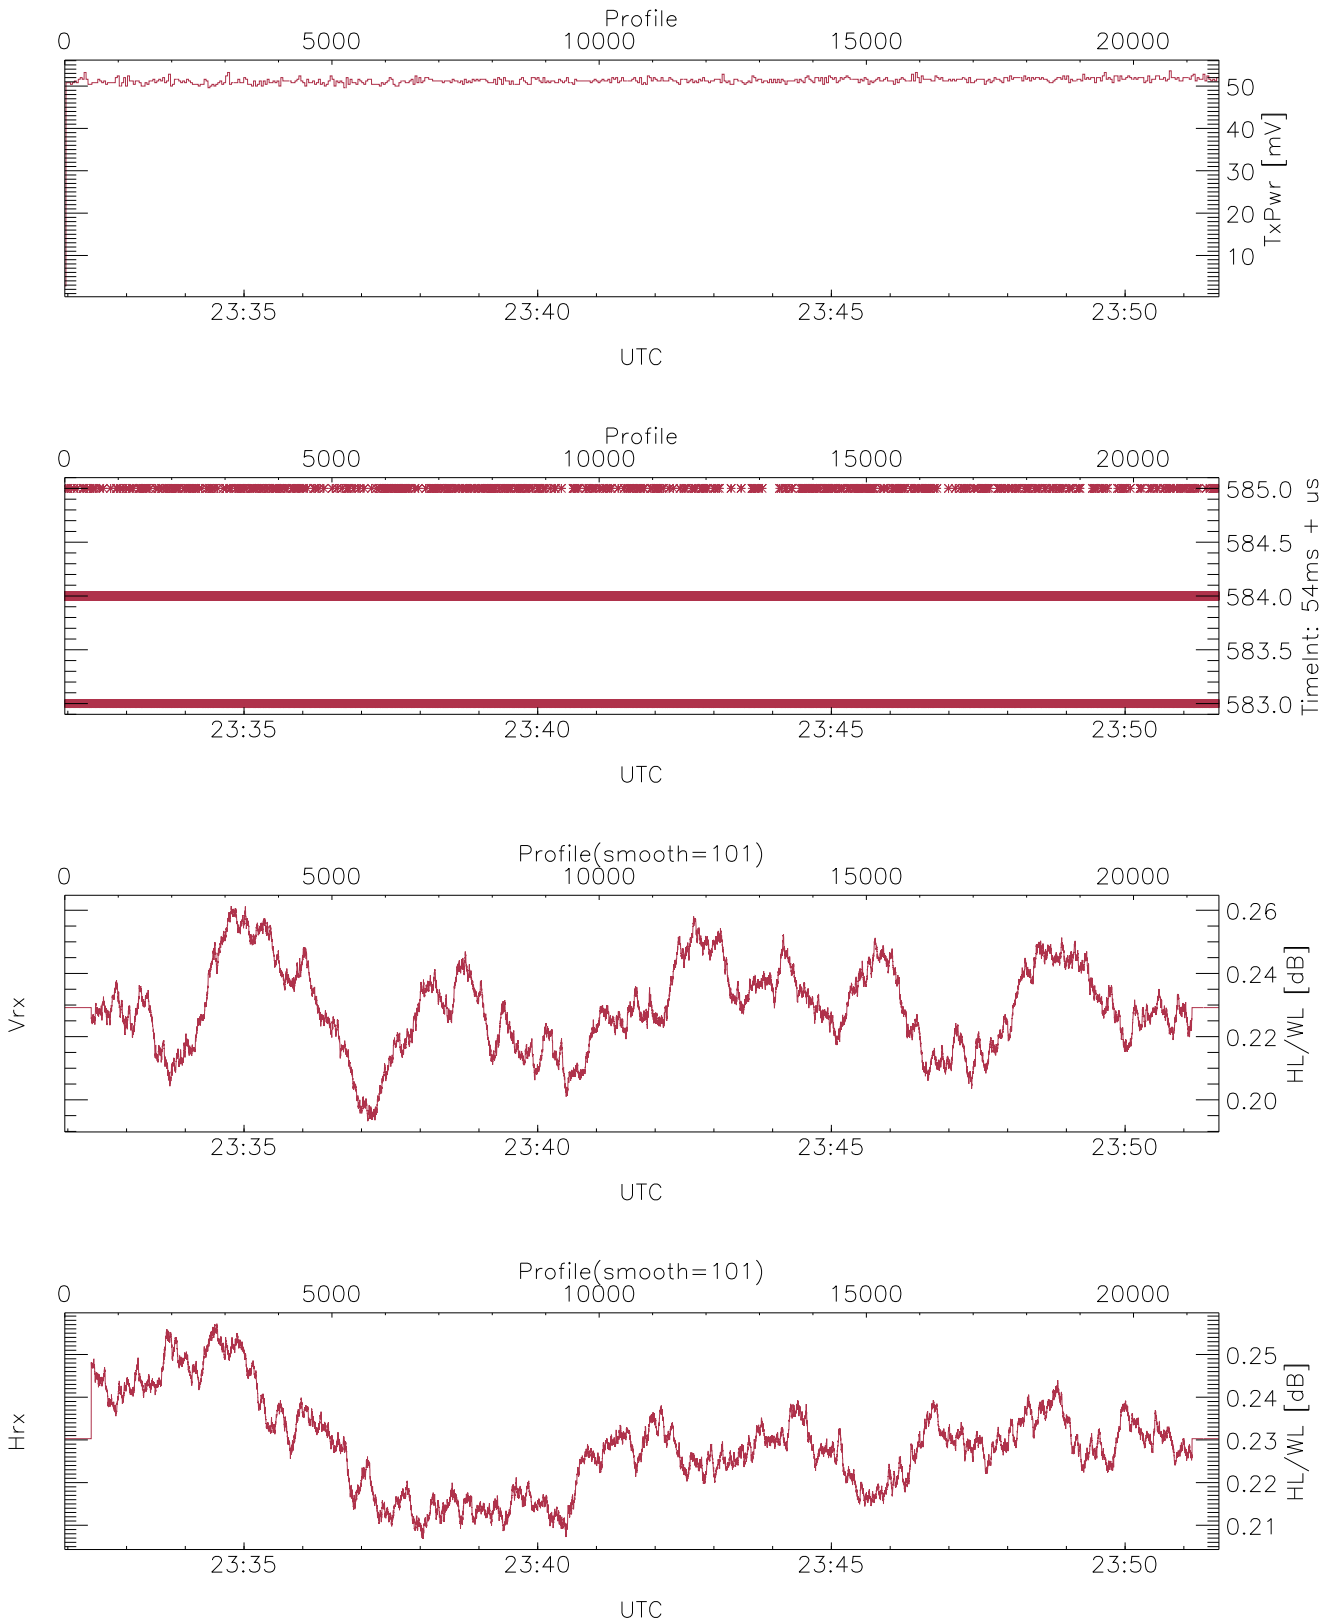 Profile
0 5000 10000 15000 20000
50
40
30
20
10
TxPwr [mV]
23:35 23:40 23:45 23:50
UTC
Profile
0 5000 10000 15000 20000
585.0
584.5
584.0
583.5
583.0
TimeInt: 54ms + us
23:35 23:40 23:45 23:50
UTC
Profile(smooth=101)
0 5000 10000 15000 20000
Vrx
0.26
0.24
0.22
0.20
HL/WL [dB]
23:35 23:40 23:45 23:50
UTC
Profile(smooth=101)
0 5000 10000 15000 20000
Hrx
0.25
0.24
0.23
0.22
0.21
HL/WL [dB]
23:35 23:40 23:45 23:50
UTC